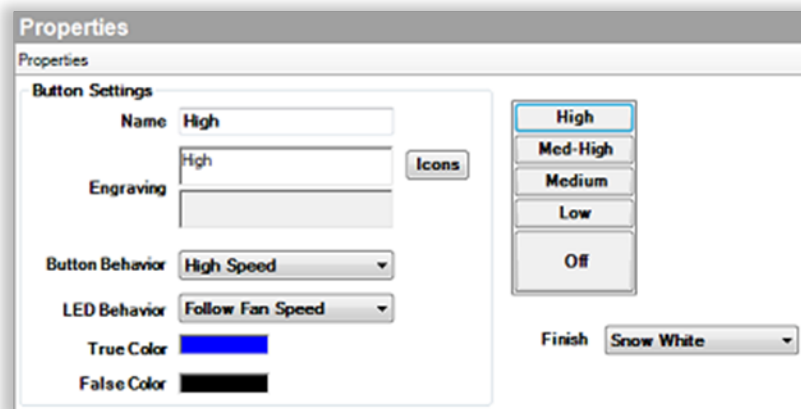 Properties
Properties
Button Settings
Name High
Engraving High
Icons
Button Behavior High Speed
LED Behavior Follow Fan Speed
True Color
False Color
High
Med-High
Medium
Low
Off
Finish Snow White